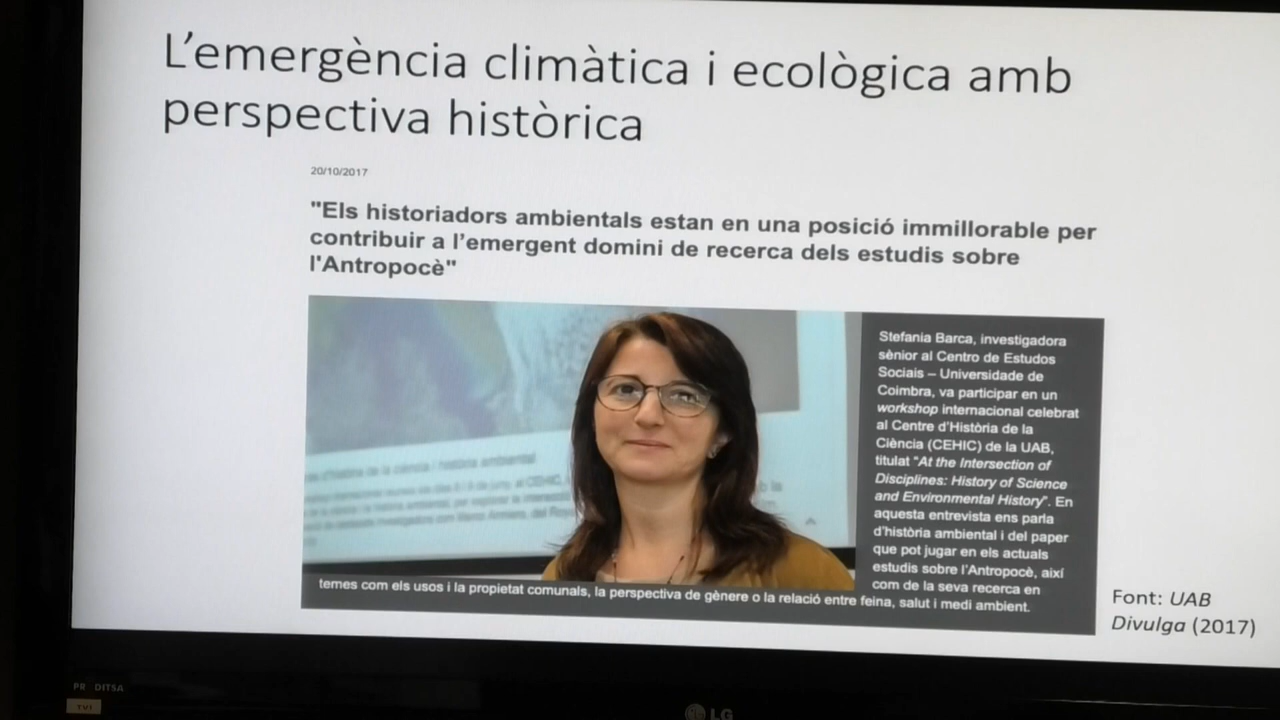 L'emergència climàtica i ecològica amb
perspectiva històrica
20/10/2017
"Els historiadors ambientals estan en una posició immillorable per
contribuir a l'emergent domini de recerca dels estudis sobre
l'Antropocè"
Stefania Barca, investigadora
sènior al Centro de Estudos
Sociais – Universidade de
Coimbra, va participar en un
workshop internacional celebrat
al Centre d'Història de la
Ciència (CEHIC) de la UAB,
titulat "At the Intersection of
Disciplines: History of Science
and Environmental History". En
aquesta entrevista ens parla
d'història ambiental i del paper
que pot jugar en els actuals
estudis sobre l'Antropocè, així
com de la seva recerca en
temes com els usos i la propietat comunals, la perspectiva de gènere o la relació entre feina, salut i medi ambient.
Font: UAB
Divulga (2017)
PR DITSA
TV1
LG